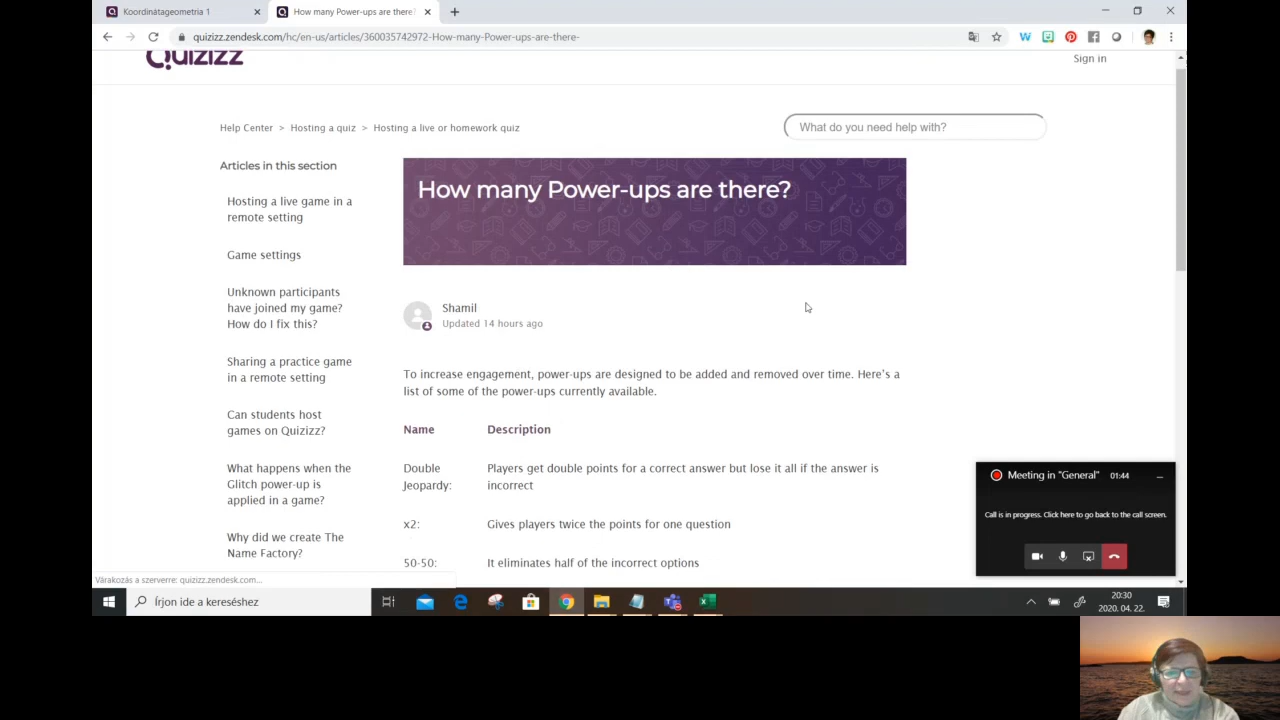 Koordinátageometria 1
How many Power-ups are there?
quizizz.zendesk.com/hc/en-us/articles/360035742972-How-many-Power-ups-are-there-
Quizizz
Sign in
Help Center > Hosting a quiz > Hosting a live or homework quiz
What do you need help with?
Articles in this section
Hosting a live game in a
remote setting
Game settings
Unknown participants
have joined my game?
How do I fix this?
Sharing a practice game
in a remote setting
Can students host
games on Quizizz?
What happens when the
Glitch power-up is
applied in a game?
Why did we create The
Name Factory?
How many Power-ups are there?
Shamil
Updated 14 hours ago
To increase engagement, power-ups are designed to be added and removed over time. Here's a
list of some of the power-ups currently available.
Name Description
Double Players get double points for a correct answer but lose it all if the answer is
Jeopardy: incorrect
x2: Gives players twice the points for one question
50-50: It eliminates half of the incorrect options
Meeting in "General" 01:44
Call is in progress. Click here to go back to the call screen.
Várakozás a szerverre: quizizz.zendesk.com...
Írjon ide a kereséshez
20:30
2020. 04. 22.